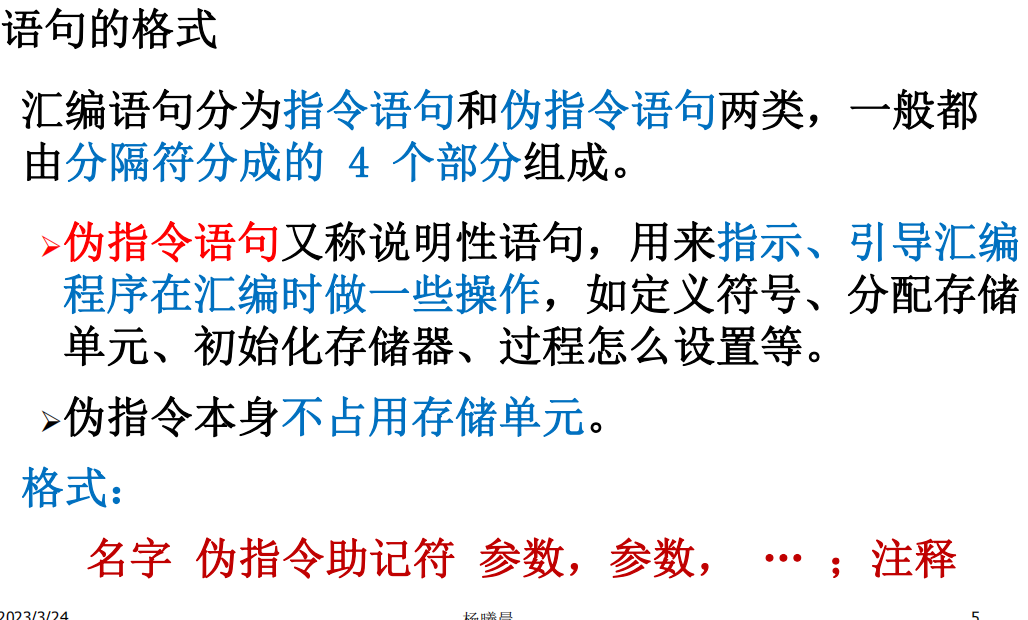 语句的格式
汇编语句分为指令语句和伪指令语句两类，一般都
由分隔符分成的 4 个部分组成。
➢伪指令语句又称说明性语句，用来指示、引导汇编
程序在汇编时做一些操作，如定义符号、分配存储
单元、初始化存储器、过程怎么设置等。
➢伪指令本身不占用存储单元。
格式：
名字 伪指令助记符 参数，参数， … ；注释
2023/3/24 杨曦晨 5